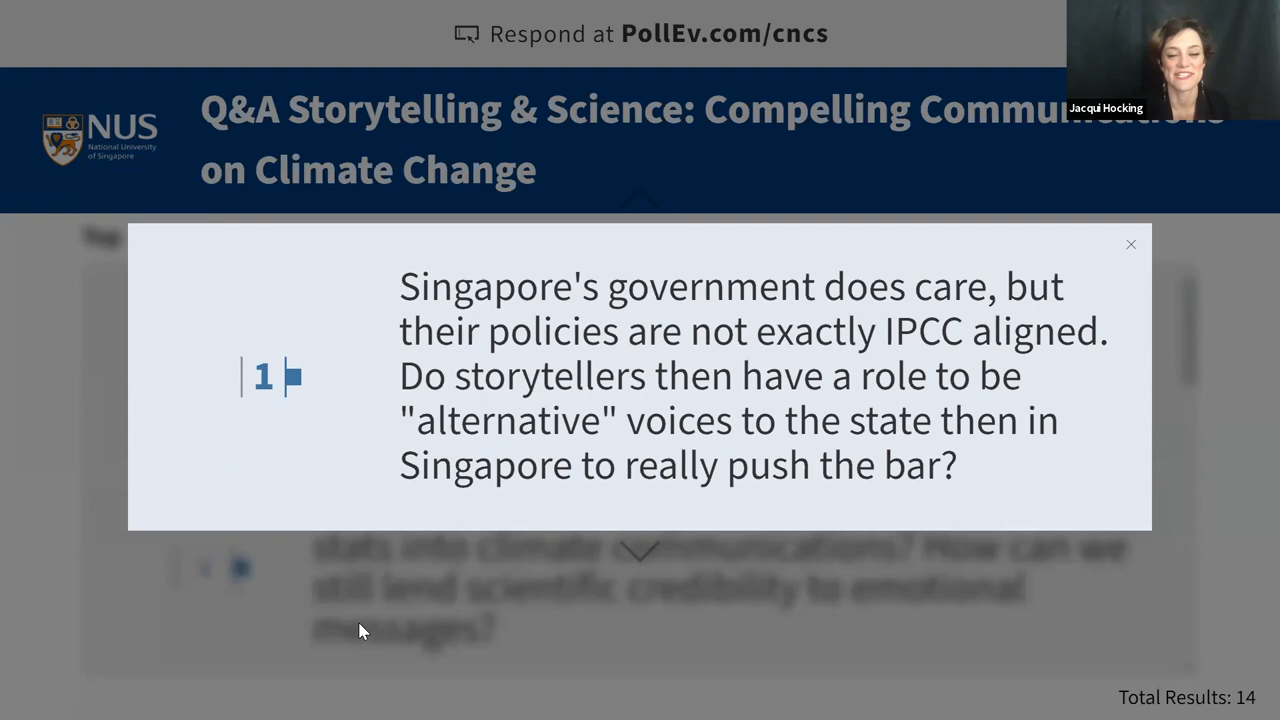 Respond at PollEv.com/cncs
Jacqui Hocking
NUS
National University
of Singapore
Q&A Storytelling & Science: Compelling Communications
on Climate Change
Top
Singapore's government does care, but
their policies are not exactly IPCC aligned.
1
Do storytellers then have a role to be
"alternative" voices to the state then in
Singapore to really push the bar?
stats into climate communications? How can we
still lend scientific credibility to emotional
messages?
Total Results: 14